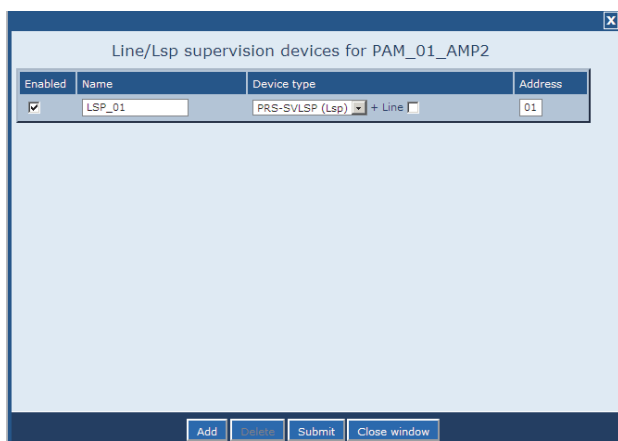 X
Line/Lsp supervision devices for PAM_01_AMP2
Enabled Name Device type Address
LSP_01 PRS-SVLSP (Lsp) + Line 01
Add Delete Submit Close window